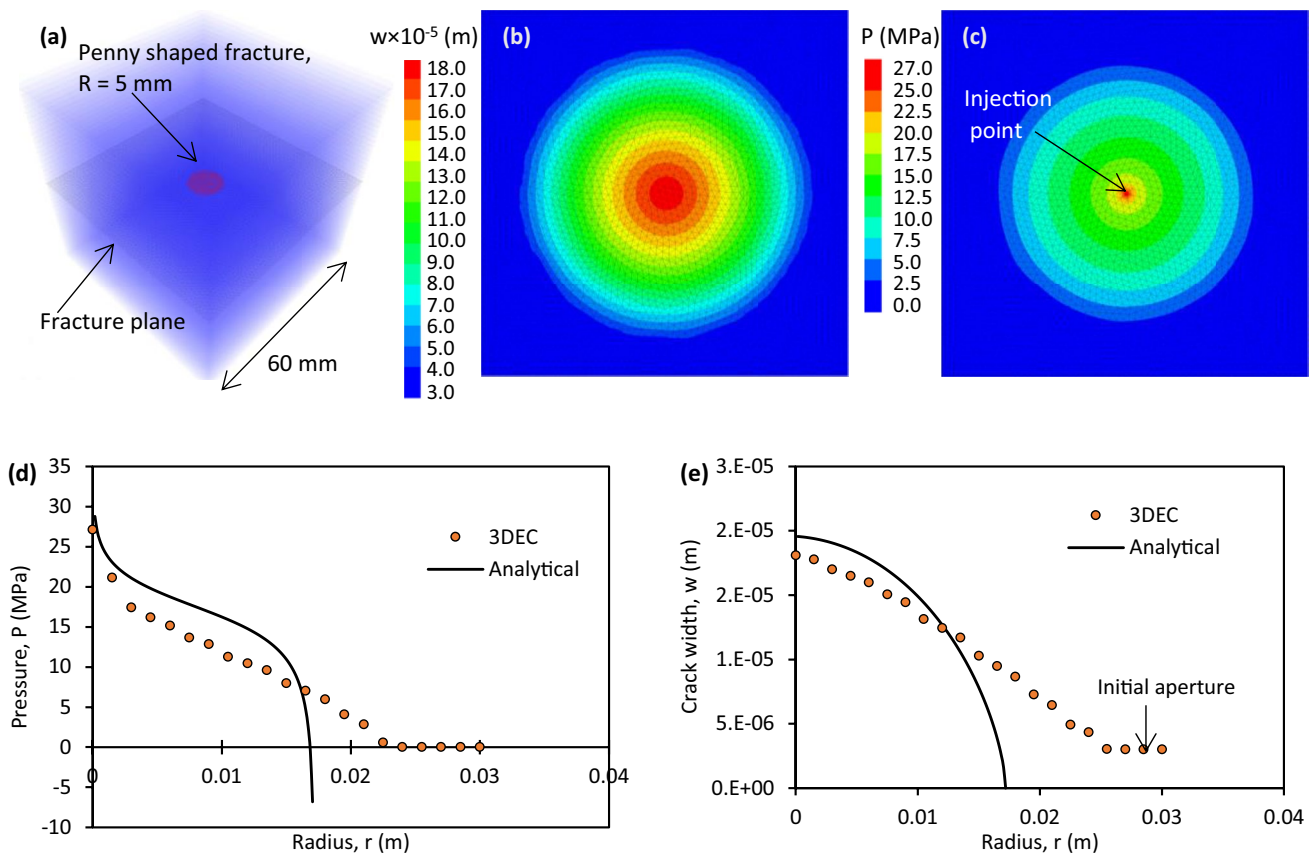 (a)
Penny shaped fracture,
R = 5 mm
Fracture plane
60 mm
w×10⁻⁵ (m)
18.0
17.0
16.0
15.0
14.0
13.0
12.0
11.0
10.0
9.0
8.0
7.0
6.0
5.0
4.0
3.0
(b)
P (MPa)
27.0
25.0
22.5
20.0
17.5
15.0
12.5
10.0
7.5
5.0
2.5
0.0
(c)
Injection
point
(d)
35
30
25
20
15
10
5
0
-5
-10
Pressure, P (MPa)
0
0.01
0.02
0.03
0.04
Radius, r (m)
3DEC
Analytical
(e)
3.E-05
2.E-05
2.E-05
1.E-05
5.E-06
0.E+00
Crack width, w (m)
0
0.01
0.02
0.03
0.04
Radius, r (m)
3DEC
Analytical
Initial aperture